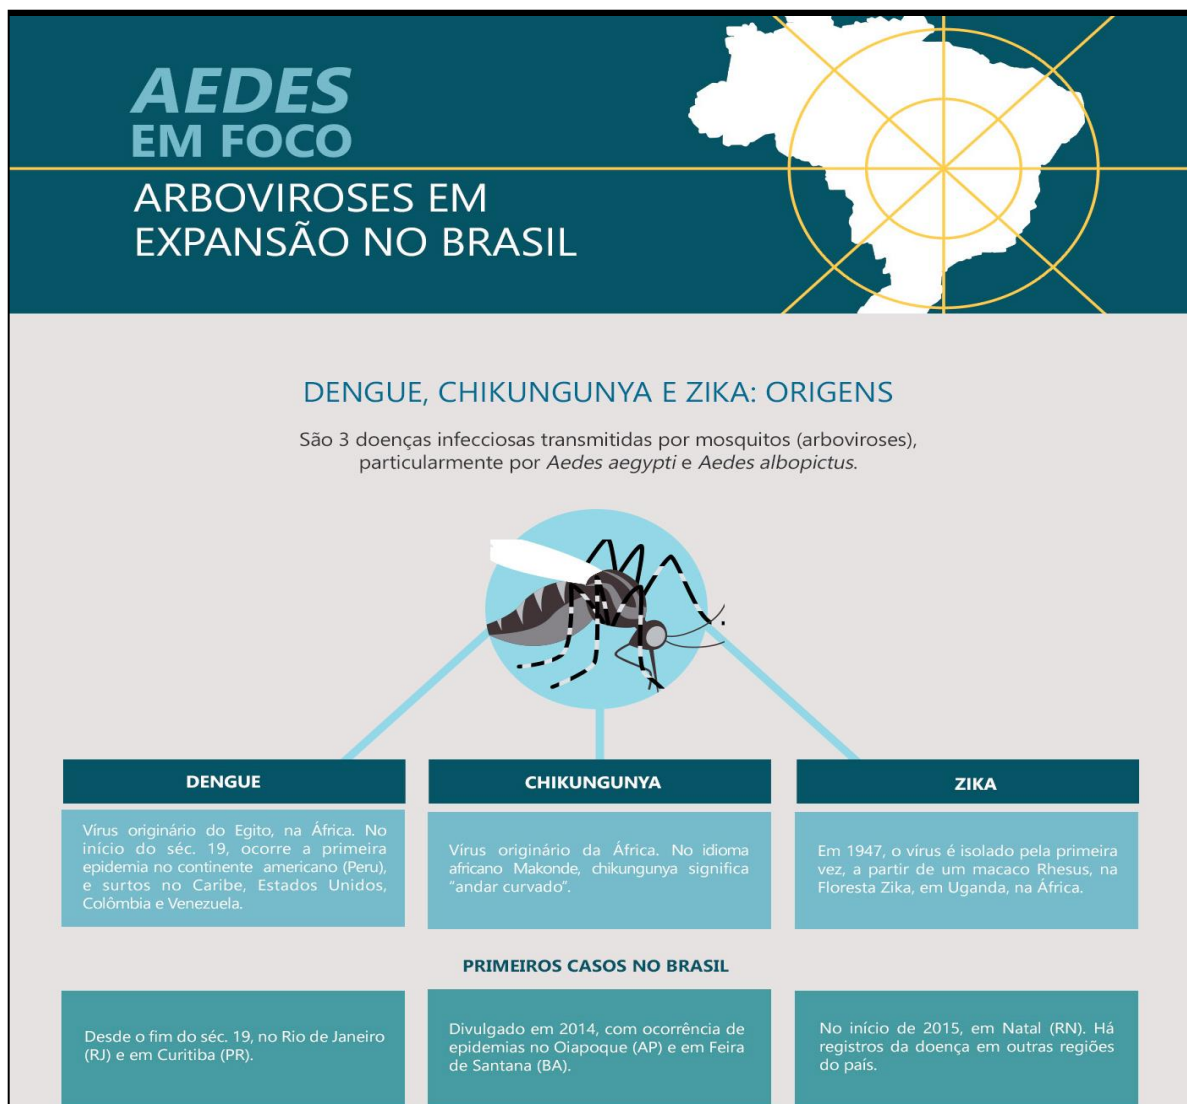 AEDES
EM FOCO
ARBOVIROSES EM
EXPANSÃO NO BRASIL
DENGUE, CHIKUNGUNYA E ZIKA: ORIGENS
São 3 doenças infecciosas transmitidas por mosquitos (arboviroses),
particularmente por Aedes aegypti e Aedes albopictus.
DENGUE
Vírus originário do Egito, na África. No
início do séc. 19, ocorre a primeira
epidemia no continente americano (Peru),
e surtos no Caribe, Estados Unidos,
Colômbia e Venezuela.
CHIKUNGUNYA
Vírus originário da África. No idioma
africano Makonde, chikungunya significa
“andar curvado”.
ZIKA
Em 1947, o vírus é isolado pela primeira
vez, a partir de um macaco Rhesus, na
Floresta Zika, em Uganda, na África.
PRIMEIROS CASOS NO BRASIL
Desde o fim do séc. 19, no Rio de Janeiro
(RJ) e em Curitiba (PR).
Divulgado em 2014, com ocorrência de
epidemias no Oiapoque (AP) e em Feira
de Santana (BA).
No início de 2015, em Natal (RN). Há
registros da doença em outras regiões
do país.